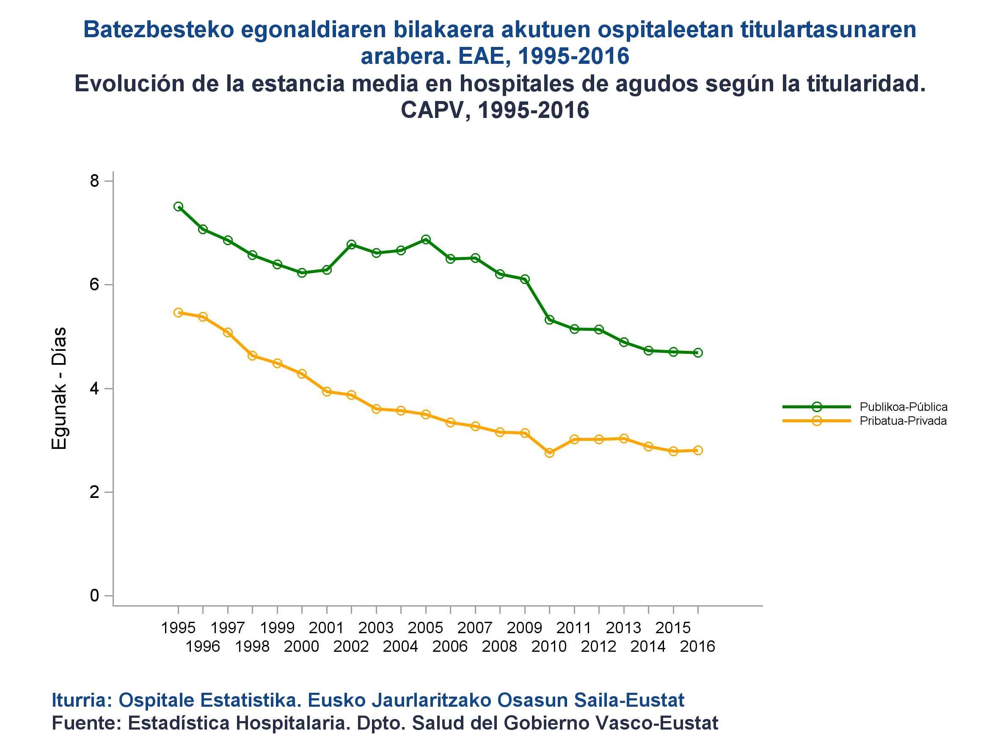 Batezbesteko egonaldiaren bilakaera akutuen ospitaleetan titulartasunaren
arabera. EAE, 1995-2016
Evolución de la estancia media en hospitales de agudos según la titularidad.
CAPV, 1995-2016
8
6
4
2
0
Egunak - Días
Publikoa-Pública
Pribatua-Privada
1995 1997 1999 2001 2003 2005 2007 2009 2011 2013 2015
1996 1998 2000 2002 2004 2006 2008 2010 2012 2014 2016
Iturria: Ospitale Estatistika. Eusko Jaurlaritzako Osasun Saila-Eustat
Fuente: Estadística Hospitalaria. Dpto. Salud del Gobierno Vasco-Eustat